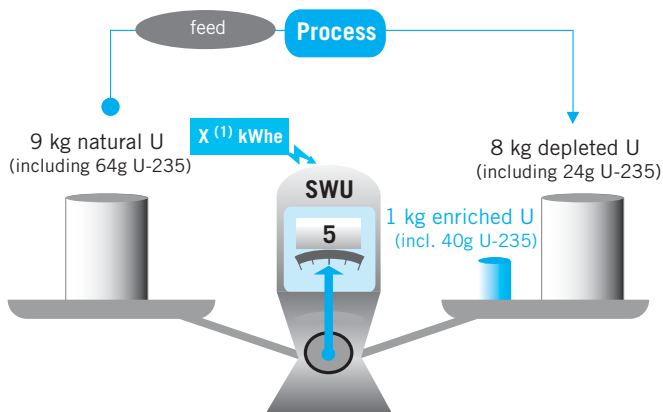 feed
Process
9 kg natural U
(including 64g U-235)
X (1) kWhe
SWU
5
8 kg depleted U
(including 24g U-235)
1 kg enriched U
(incl. 40g U-235)